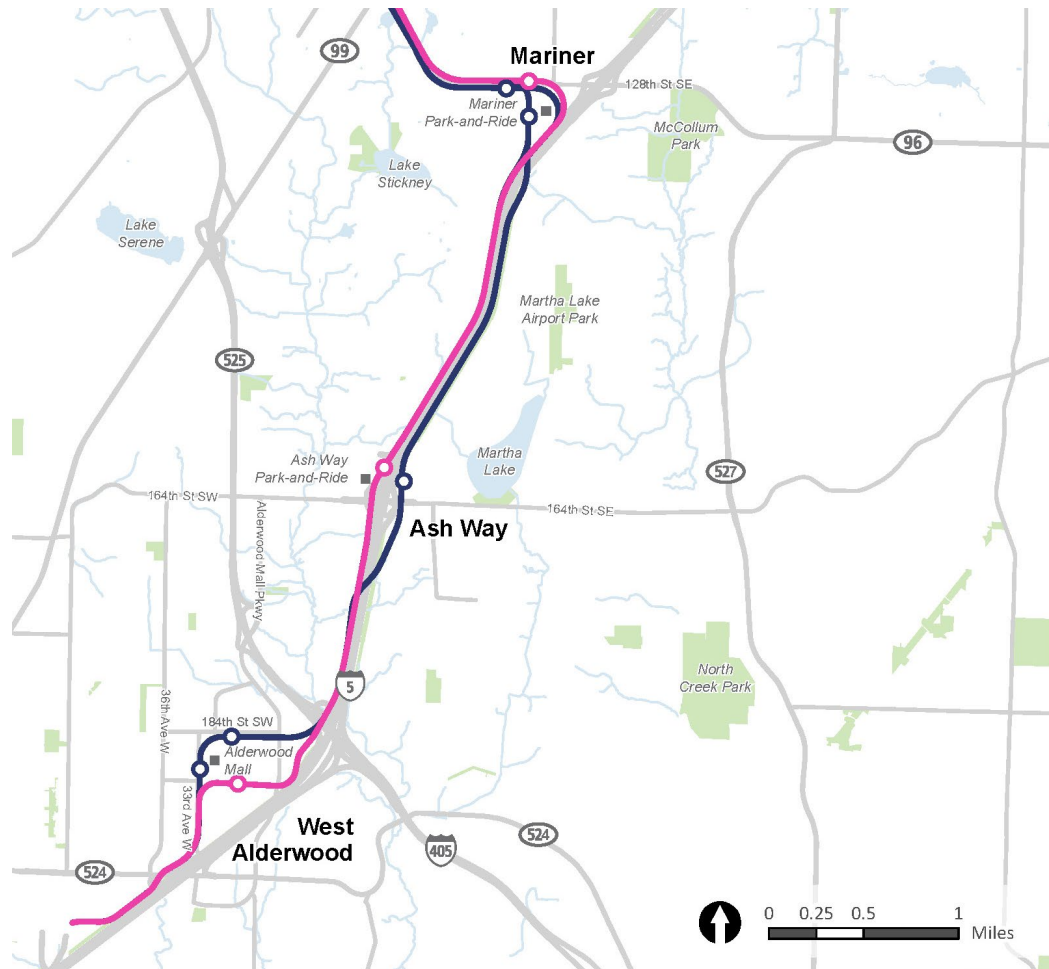 Mariner
99
Mariner
Park-and-Ride
128th St SE
McCollum
Park
96
Lake
Stickney
Lake
Serene
Martha Lake
Airport Park
525
Ash Way
Park-and-Ride
Martha
Lake
527
164th St SW
164th St SE
Ash Way
Alderwood Mall Pkwy
5
North
Creek Park
36th Ave W
184th St SW
Alderwood
Mall
33rd Ave W
West
Alderwood
524
405
524
0 0.25 0.5 1
Miles